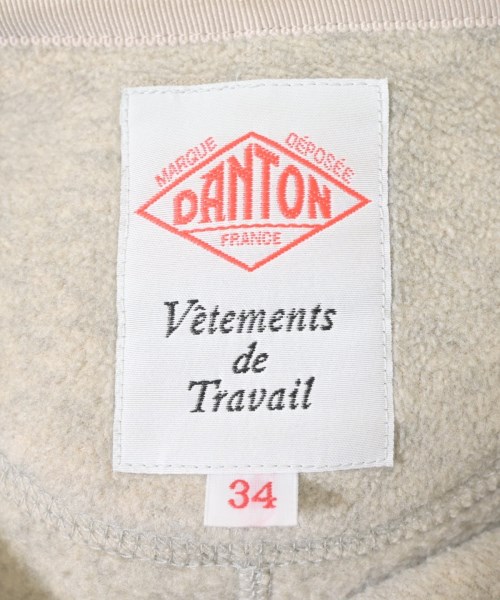 MARQUE DÉPOSÉE
DANTON
FRANCE
Vêtements
de
Travail
34